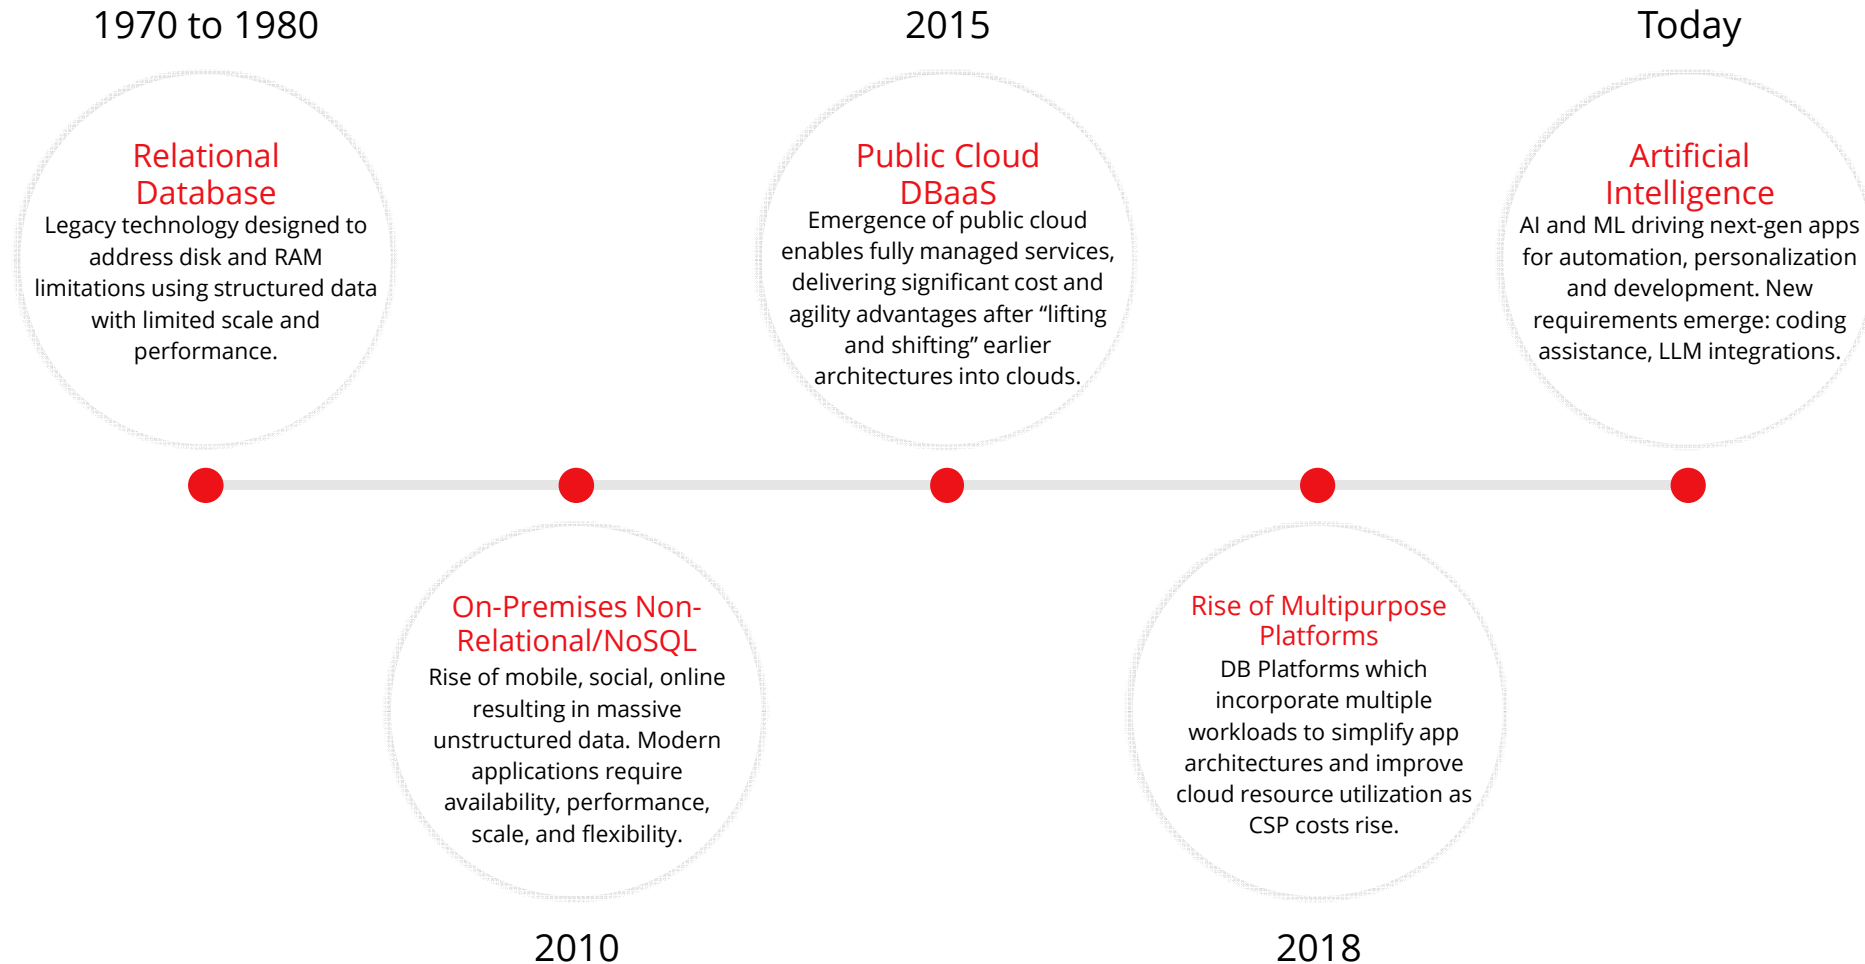 1970 to 1980
Relational
Database
Legacy technology designed to
address disk and RAM
limitations using structured data
with limited scale and
performance.
On-Premises Non-
Relational/NoSQL
Rise of mobile, social, online
resulting in massive
unstructured data. Modern
applications require
availability, performance,
scale, and flexibility.
2010
2015
Public Cloud
DBaaS
Emergence of public cloud
enables fully managed services,
delivering significant cost and
agility advantages after “lifting
and shifting” earlier
architectures into clouds.
Rise of Multipurpose
Platforms
DB Platforms which
incorporate multiple
workloads to simplify app
architectures and improve
cloud resource utilization as
CSP costs rise.
2018
Today
Artificial
Intelligence
AI and ML driving next-gen apps
for automation, personalization
and development. New
requirements emerge: coding
assistance, LLM integrations.